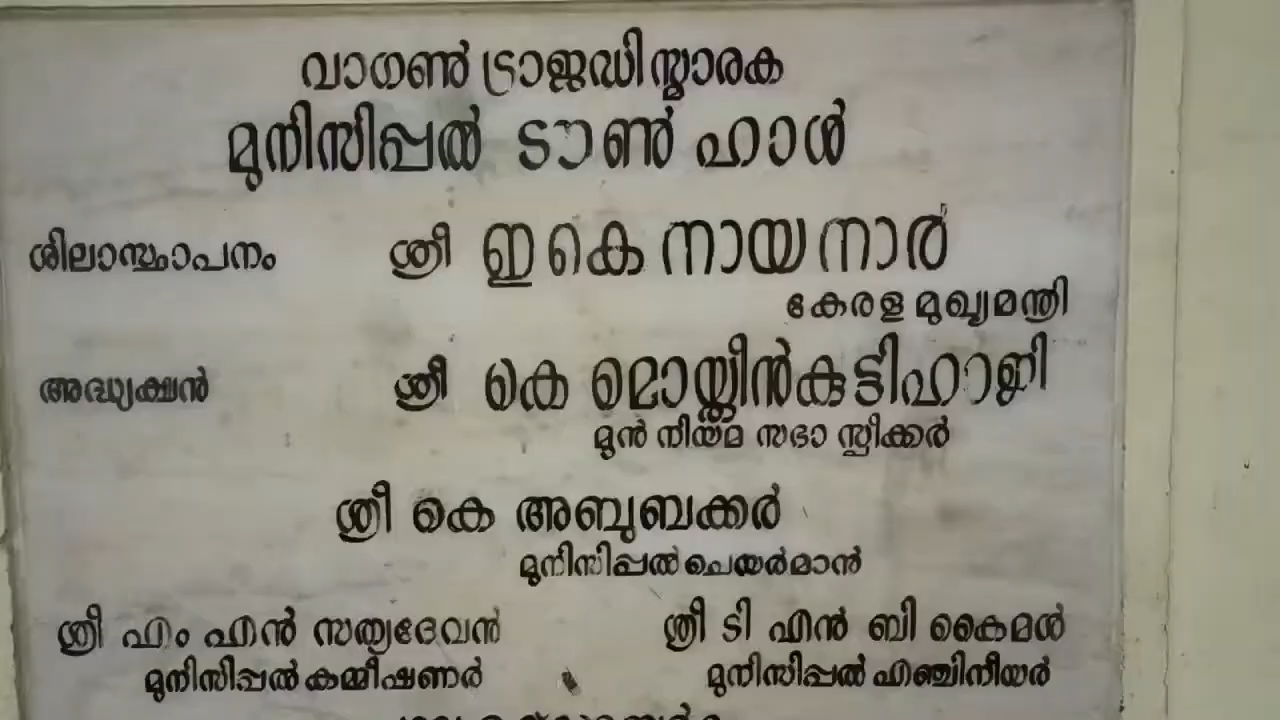 വാഗൺ ട്രാജഡി സ്മാരക
മുനിസിപ്പൽ ടൗൺ ഹാൾ
ശിലാസ്ഥാപനം ശ്രീ ഇ കെ നായനാര്
കേരള മുഖ്യമന്ത്രി
അദ്ധ്യക്ഷൻ ശ്രീ കെ മൊയ്തീൻകുട്ടിഹാജി
മുൻ നിയമ സഭാ സ്പീക്കർ
ശ്രീ കെ അബുബക്കർ
മുനിസിപ്പൽ ചെയർമാൻ
ശ്രീ എം എൻ സത്യദേവൻ ശ്രീ ടി എൻ ബി കൈമൾ
മുനിസിപ്പൽ കമ്മീഷണർ മുനിസിപ്പൽ എഞ്ചിനീയർ